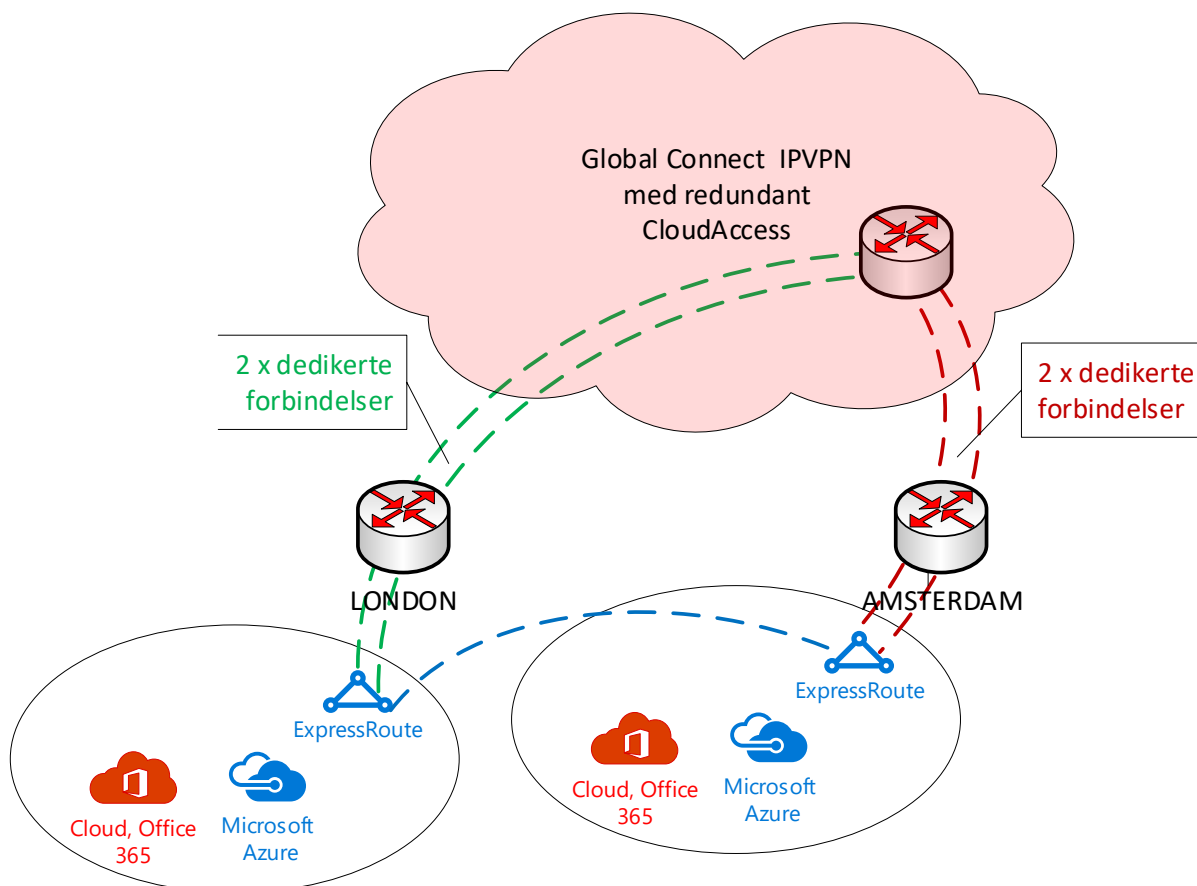 Global Connect IPVPN
med redundant
CloudAccess
2 x dedikerte
forbindelser
2 x dedikerte
forbindelser
LONDON
AMSTERDAM
ExpressRoute
Cloud, Office
365
Microsoft
Azure
ExpressRoute
Cloud, Office
365
Microsoft
Azure